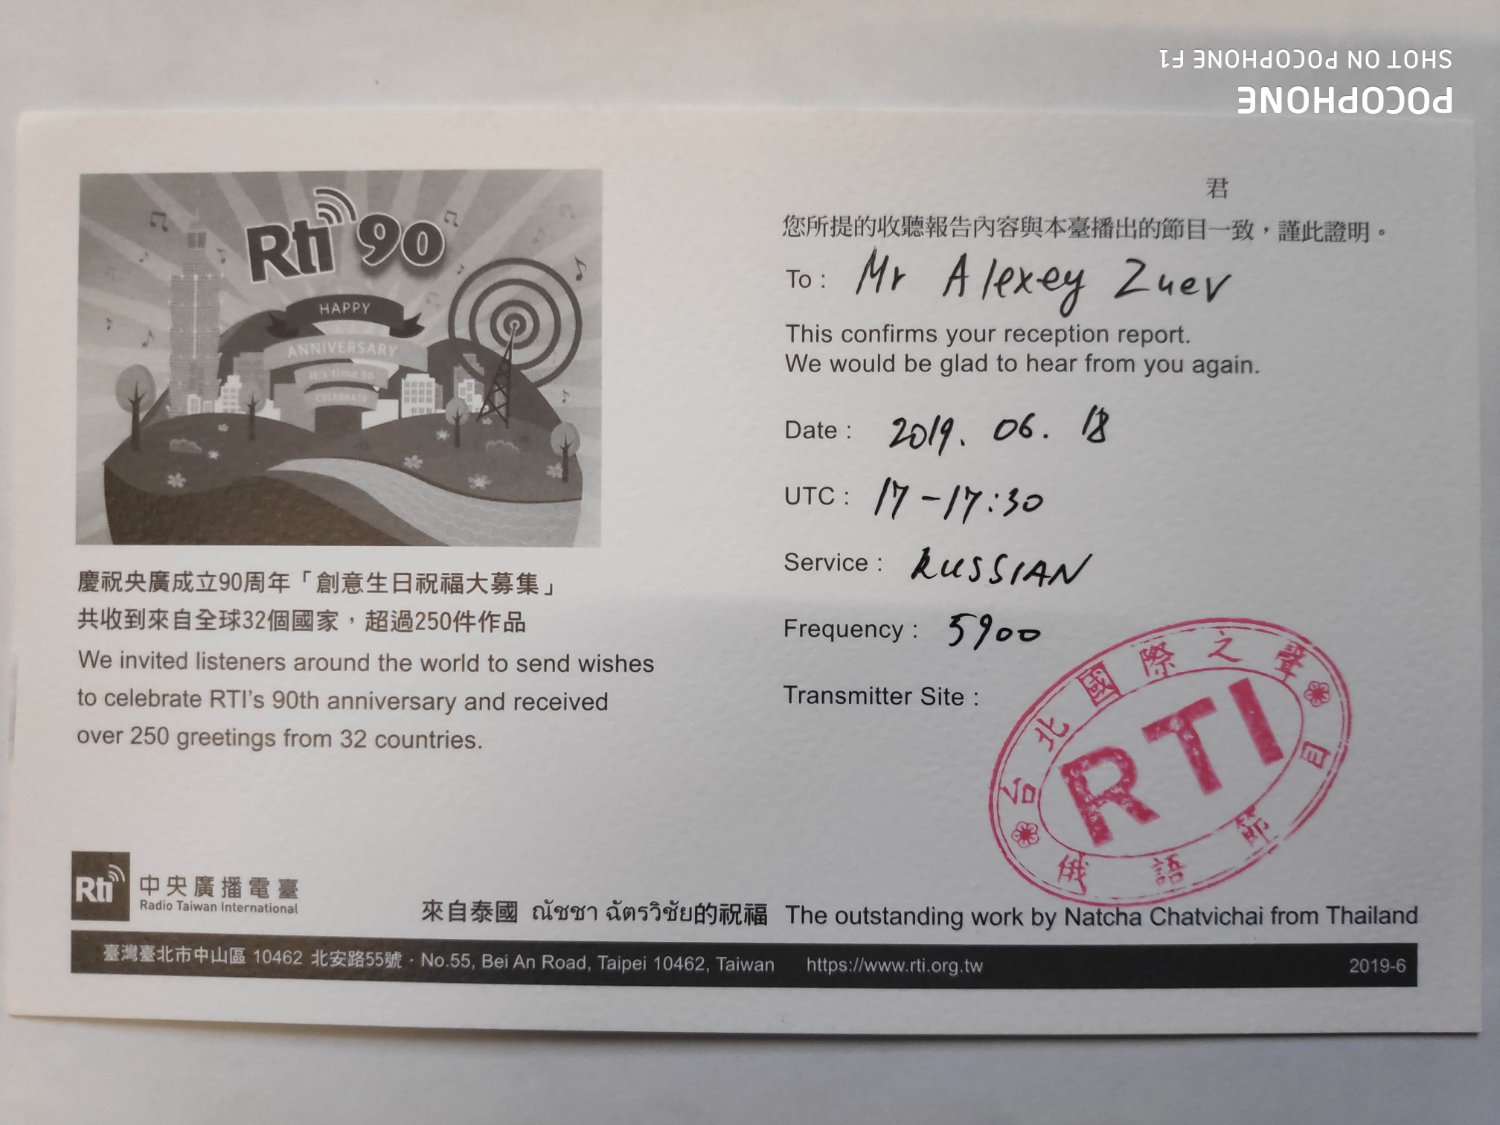 SHOT ON POCOPHONE F1
POCOPHONE
Rti 90
HAPPY
ANNIVERSARY
It's time to
CELEBRATE
慶祝央廣成立90周年「創意生日祝福大募集」
共收到來自全球32個國家，超過250件作品
We invited listeners around the world to send wishes
to celebrate RTI's 90th anniversary and received
over 250 greetings from 32 countries.
君
您所提的收聽報告內容與本臺播出的節目一致，謹此證明。
To : Mr Alexey Zuev
This confirms your reception report.
We would be glad to hear from you again.
Date : 2019. 06. 18
UTC : 17-17:30
Service : RUSSIAN
Frequency : 5900
Transmitter Site :
台北國際之聲
RTI
俄語節目
Rti 中央廣播電臺
Radio Taiwan International
來自泰國 ณัชชา ฉัตรวิชัย的祝福 The outstanding work by Natcha Chatvichai from Thailand
臺灣臺北市中山區 10462 北安路55號 · No.55, Bei An Road, Taipei 10462, Taiwan https://www.rti.org.tw 2019-6